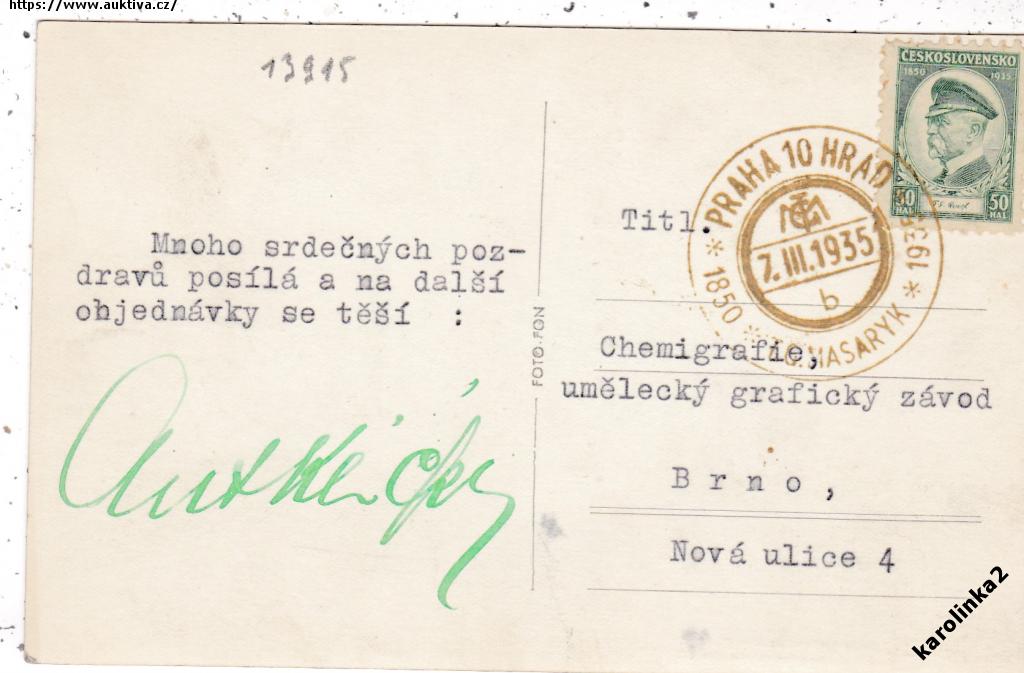 https://www.auktiva.cz/
13915
Mnoho srdečných poz-
dravů posílá a na další
objednávky se těší :
FOTO-FON
ČESKOSLOVENSKO
1850 1935
50 HAL 50 HAL
PRAHA 10 HRAD
7.III.1935
b
* 1850 * T.G. MASARYK * 1935 *
Titl.
Chemigrafie,
umělecký grafický závod
Brno,
Nová ulice 4
karolinka2